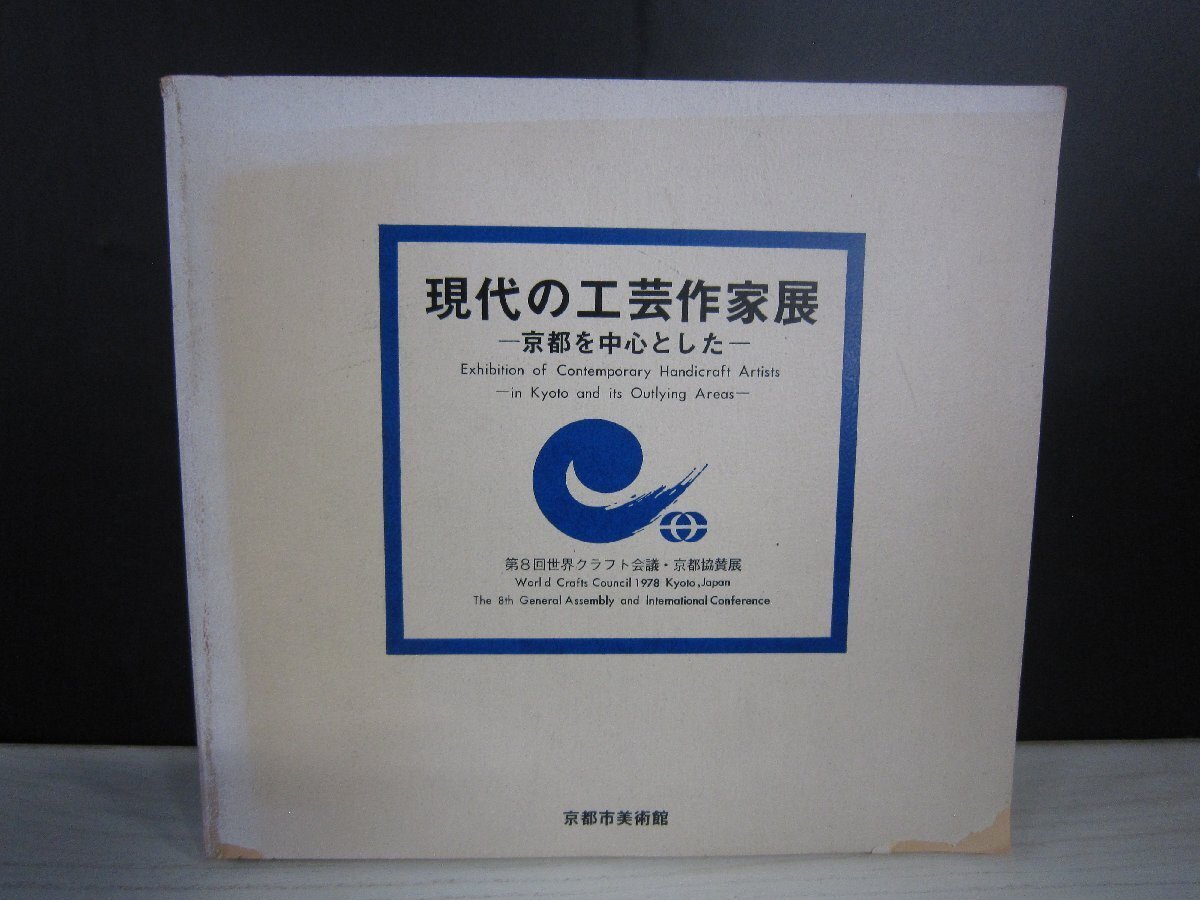 現代の工芸作家展
—京都を中心とした—
Exhibition of Contemporary Handicraft Artists
—in Kyoto and its Outlying Areas—
第8回世界クラフト会議・京都協賛展
World Crafts Council 1978 Kyoto, Japan
The 8th General Assembly and International Conference
京都市美術館